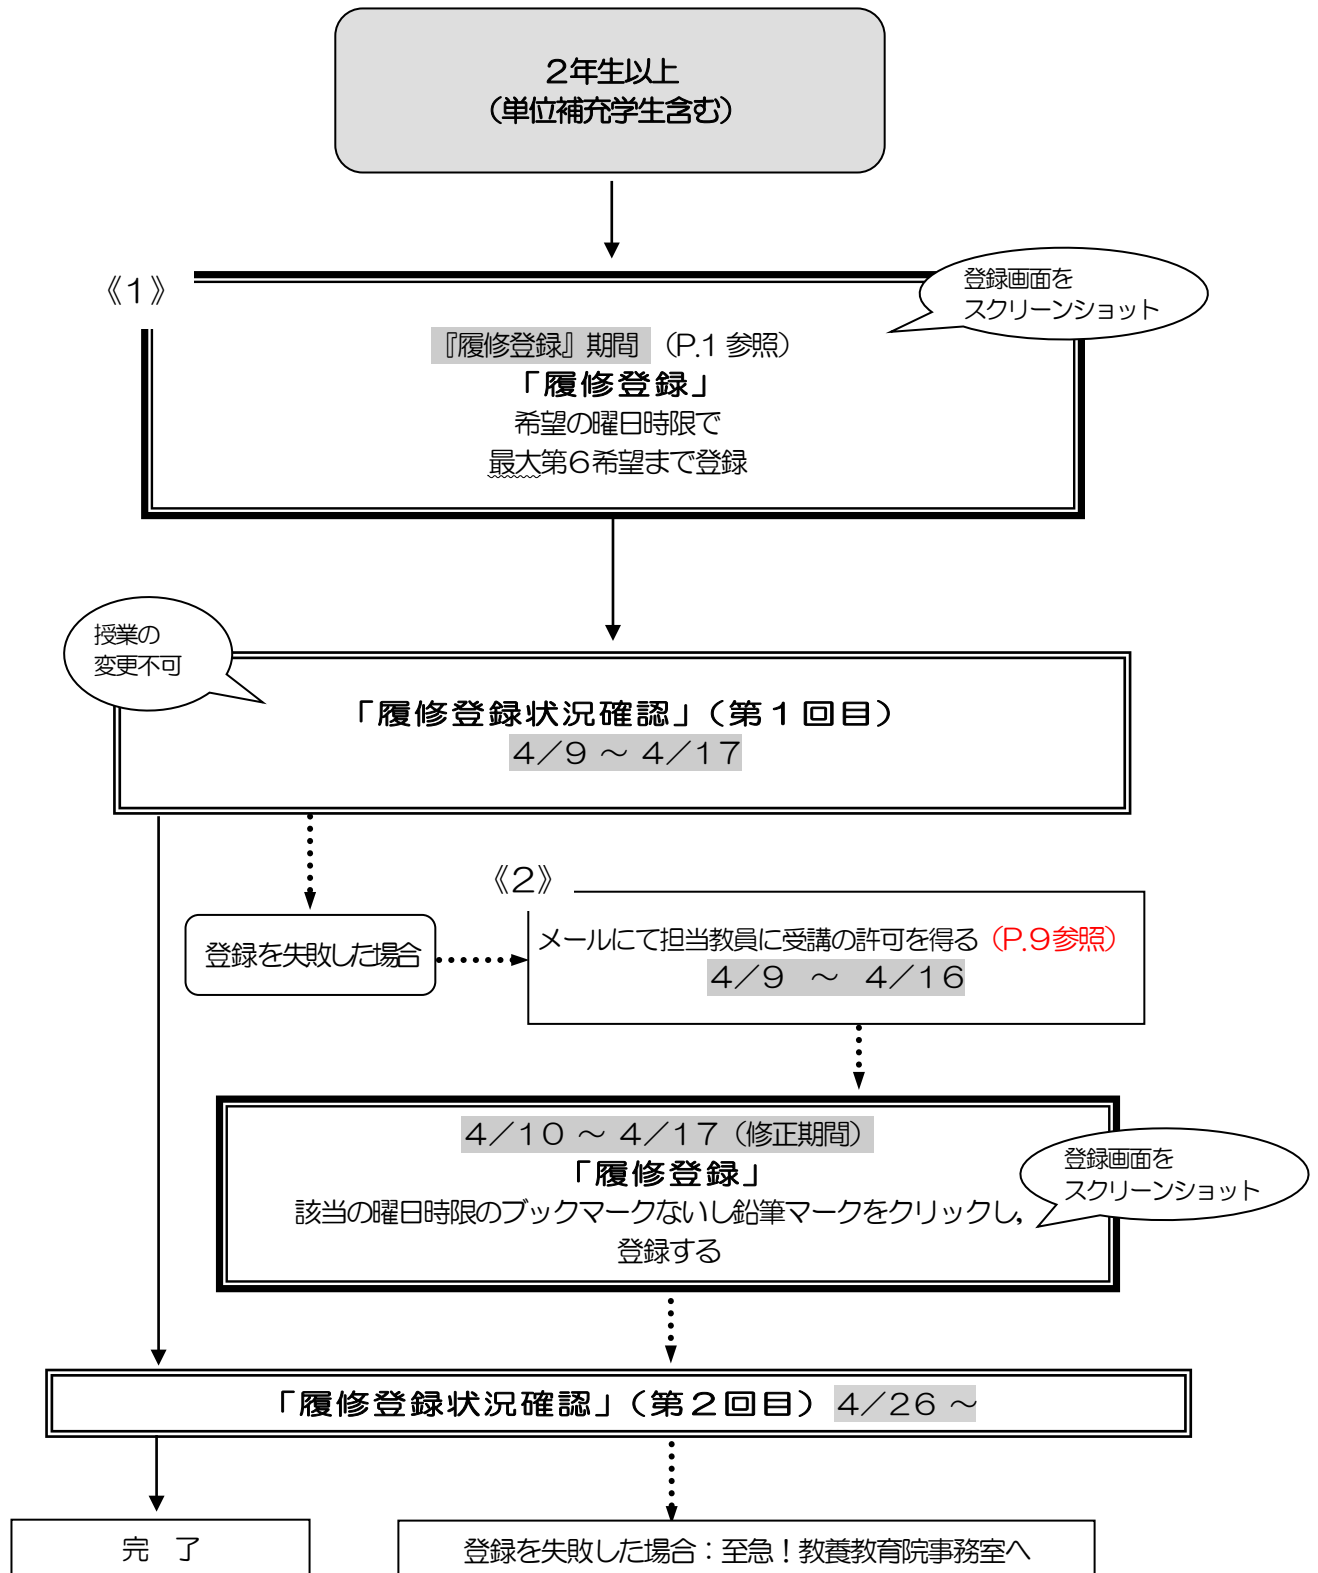 ２年生以上
（単位補充学生含む）
《１》
登録画面を
スクリーンショット
『履修登録』期間 （P.1 参照）
「履修登録」
希望の曜日時限で
最大第６希望まで登録
授業の
変更不可
「履修登録状況確認」（第１回目）
４／９ ～ ４／１７
《２》
登録を失敗した場合
メールにて担当教員に受講の許可を得る（P.９参照）
４／９　～　４／１６
４／１０ ～ ４／１７（修正期間）
「履修登録」
該当の曜日時限のブックマークないし鉛筆マークをクリックし，
登録する
登録画面を
スクリーンショット
「履修登録状況確認」（第２回目） ４／２６ ～
完　了
登録を失敗した場合：至急！教養教育院事務室へ